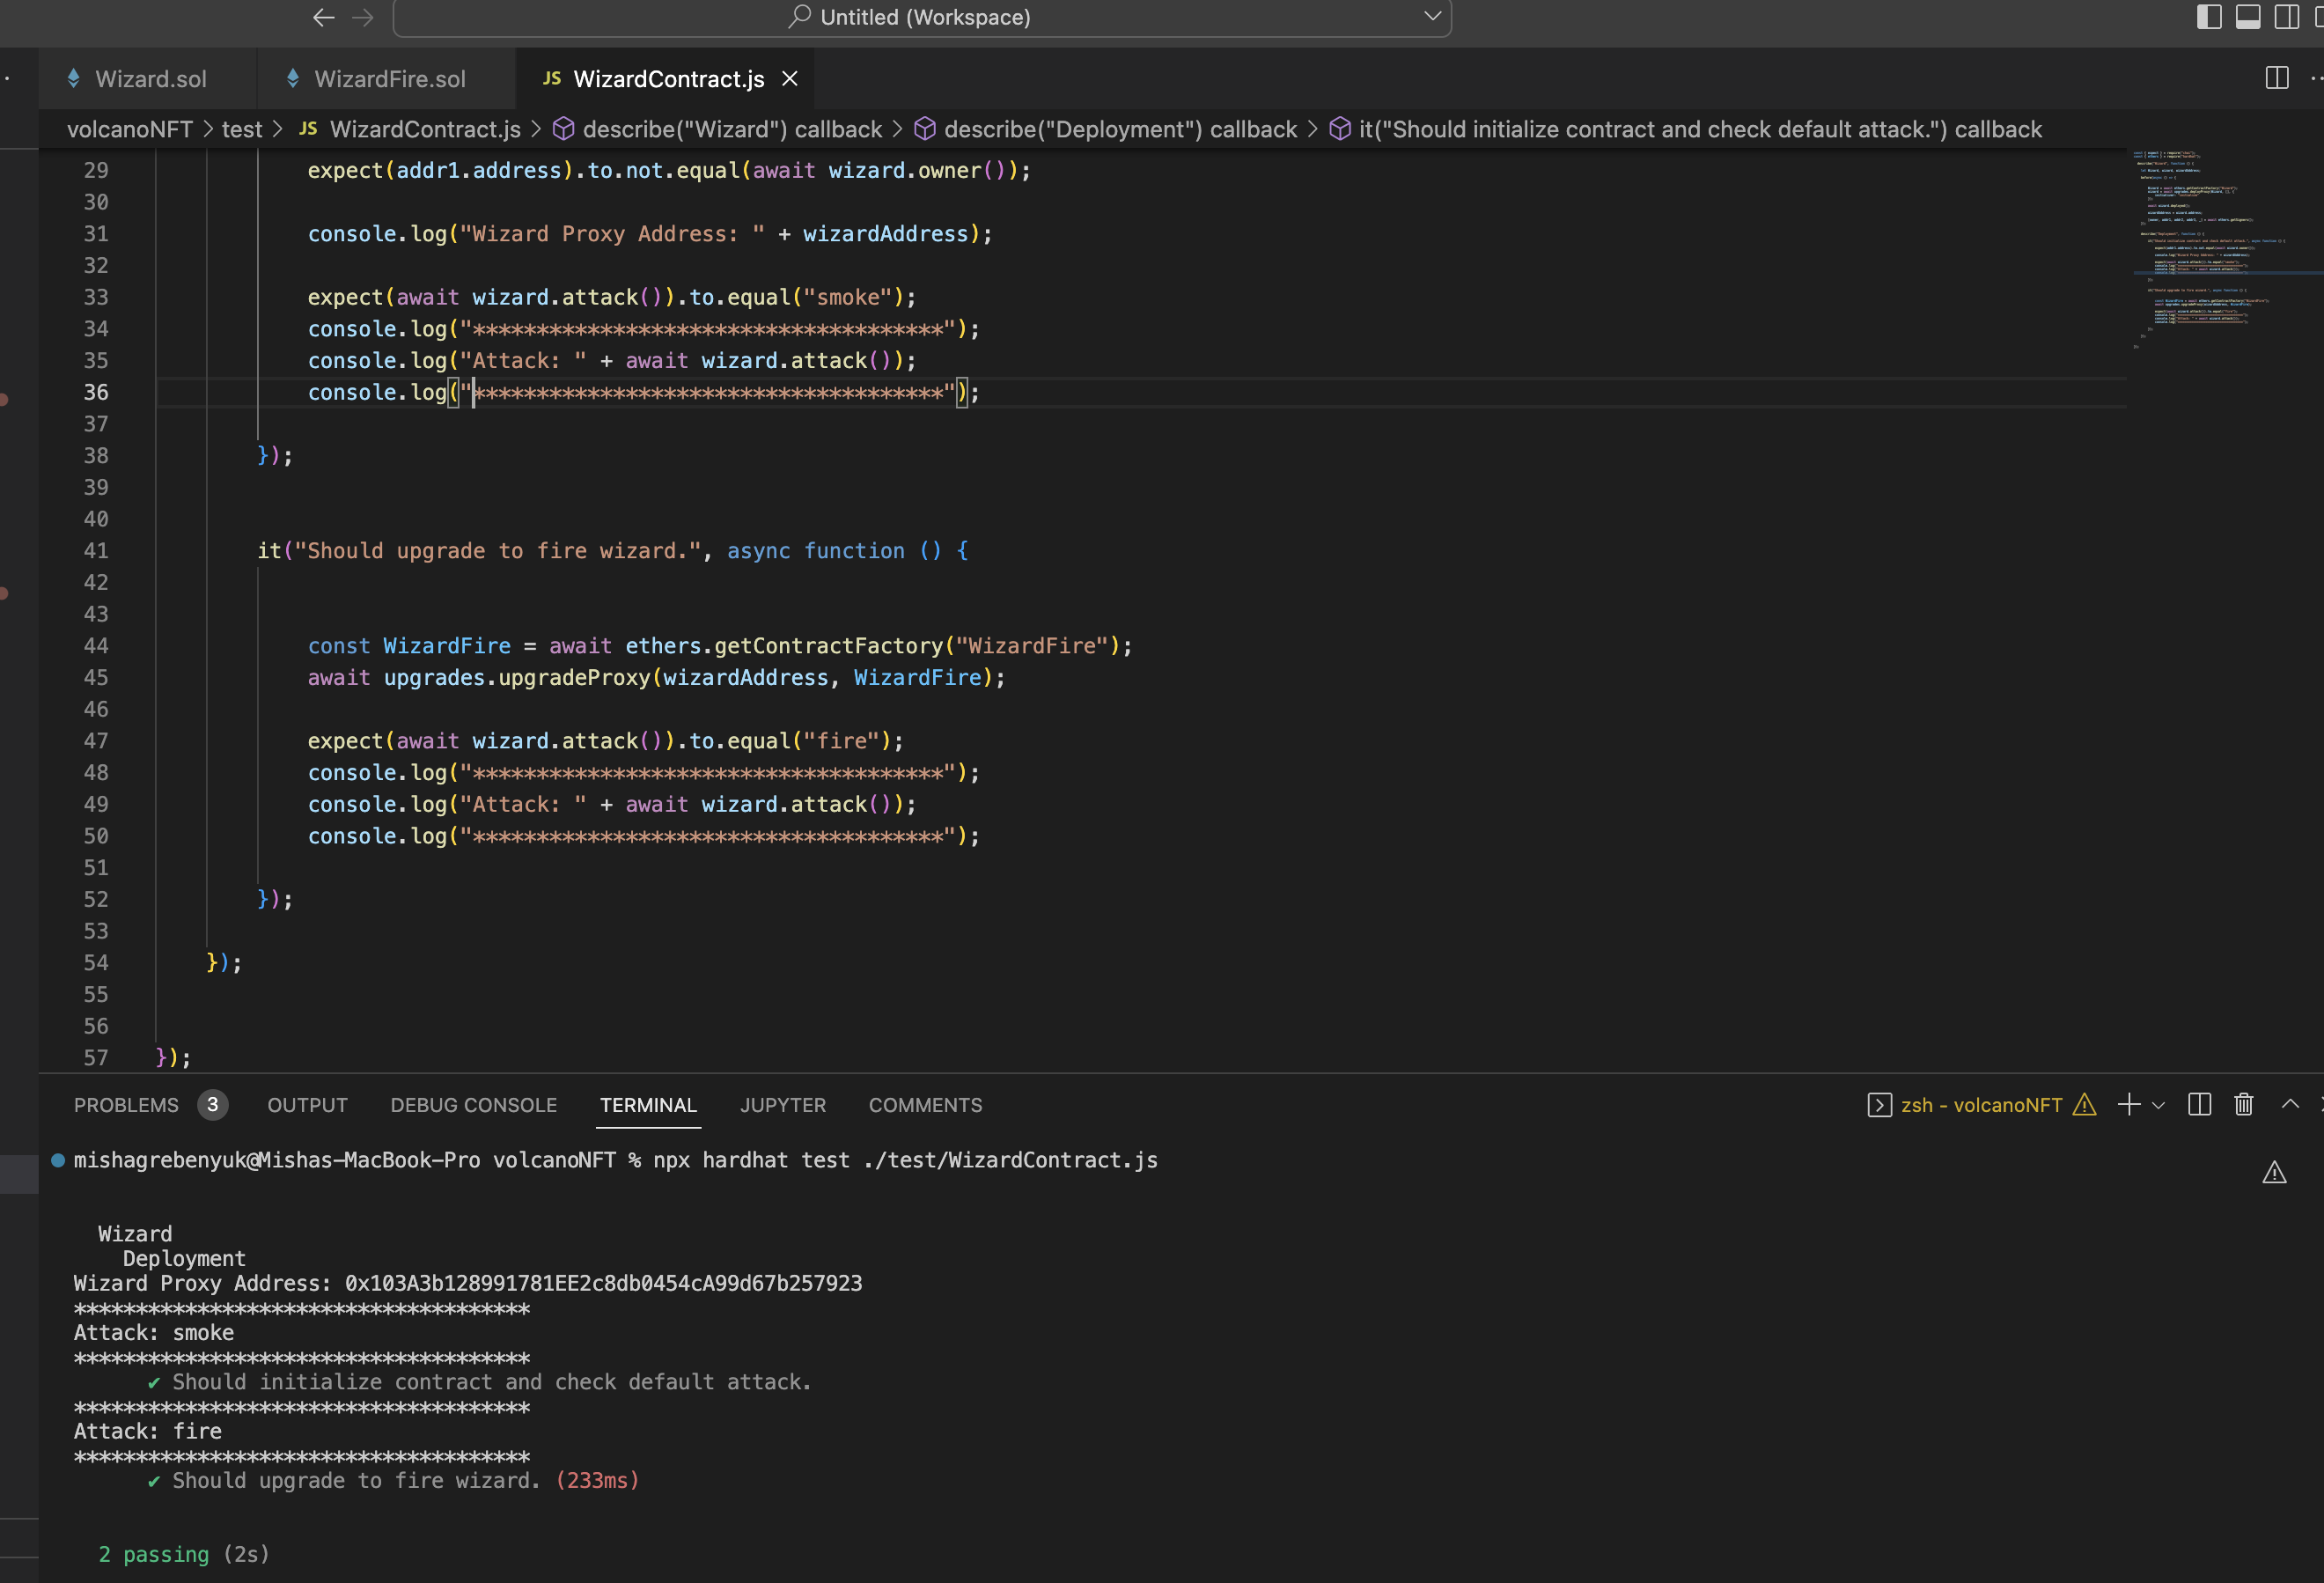 Untitled (Workspace)
Wizard.sol
WizardFire.sol
JS WizardContract.js
volcanoNFT > test > JS WizardContract.js > describe("Wizard") callback > describe("Deployment") callback > it("Should initialize contract and check default attack.") callback
29 expect(addr1.address).to.not.equal(await wizard.owner());
30
31 console.log("Wizard Proxy Address: " + wizardAddress);
32
33 expect(await wizard.attack()).to.equal("smoke");
34 console.log("*************************************");
35 console.log("Attack: " + await wizard.attack());
36 console.log("*************************************");
37
38 });
39
40
41 it("Should upgrade to fire wizard.", async function () {
42
43
44 const WizardFire = await ethers.getContractFactory("WizardFire");
45 await upgrades.upgradeProxy(wizardAddress, WizardFire);
46
47 expect(await wizard.attack()).to.equal("fire");
48 console.log("*************************************");
49 console.log("Attack: " + await wizard.attack());
50 console.log("*************************************");
51
52 });
53
54 });
55
56
57 });
PROBLEMS 3 OUTPUT DEBUG CONSOLE TERMINAL JUPYTER COMMENTS zsh - volcanoNFT
mishagrebenyuk@Mishas-MacBook-Pro volcanoNFT % npx hardhat test ./test/WizardContract.js
Wizard
Deployment
Wizard Proxy Address: 0x103A3b128991781EE2c8db0454cA99d67b257923
*************************************
Attack: smoke
*************************************
✔ Should initialize contract and check default attack.
*************************************
Attack: fire
*************************************
✔ Should upgrade to fire wizard. (233ms)
2 passing (2s)